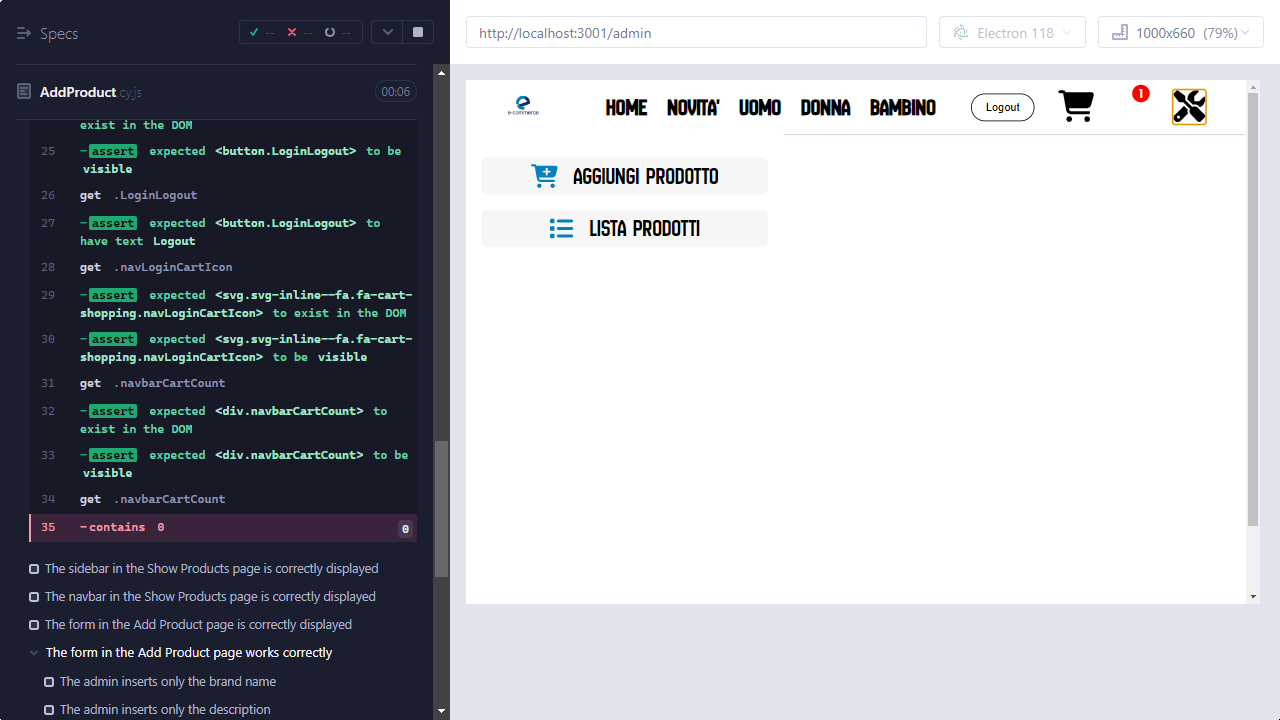 Specs
--
--
--
AddProduct.cy.js
00:06
exist in the DOM
25 -assert expected <button.LoginLogout> to be
visible
26 get .LoginLogout
27 -assert expected <button.LoginLogout> to
have text Logout
28 get .navLoginCartIcon
29 -assert expected <svg.svg-inline--fa.fa-cart-
shopping.navLoginCartIcon> to exist in the DOM
30 -assert expected <svg.svg-inline--fa.fa-cart-
shopping.navLoginCartIcon> to be visible
31 get .navbarCartCount
32 -assert expected <div.navbarCartCount> to
exist in the DOM
33 -assert expected <div.navbarCartCount> to be
visible
34 get .navbarCartCount
35 -contains 0 0
The sidebar in the Show Products page is correctly displayed
The navbar in the Show Products page is correctly displayed
The form in the Add Product page is correctly displayed
The form in the Add Product page works correctly
The admin inserts only the brand name
The admin inserts only the description
http://localhost:3001/admin
Electron 118
1000x660 (79%)
e-commerce
HOME NOVITA' UOMO DONNA BAMBINO
Logout
1
AGGIUNGI PRODOTTO
LISTA PRODOTTI